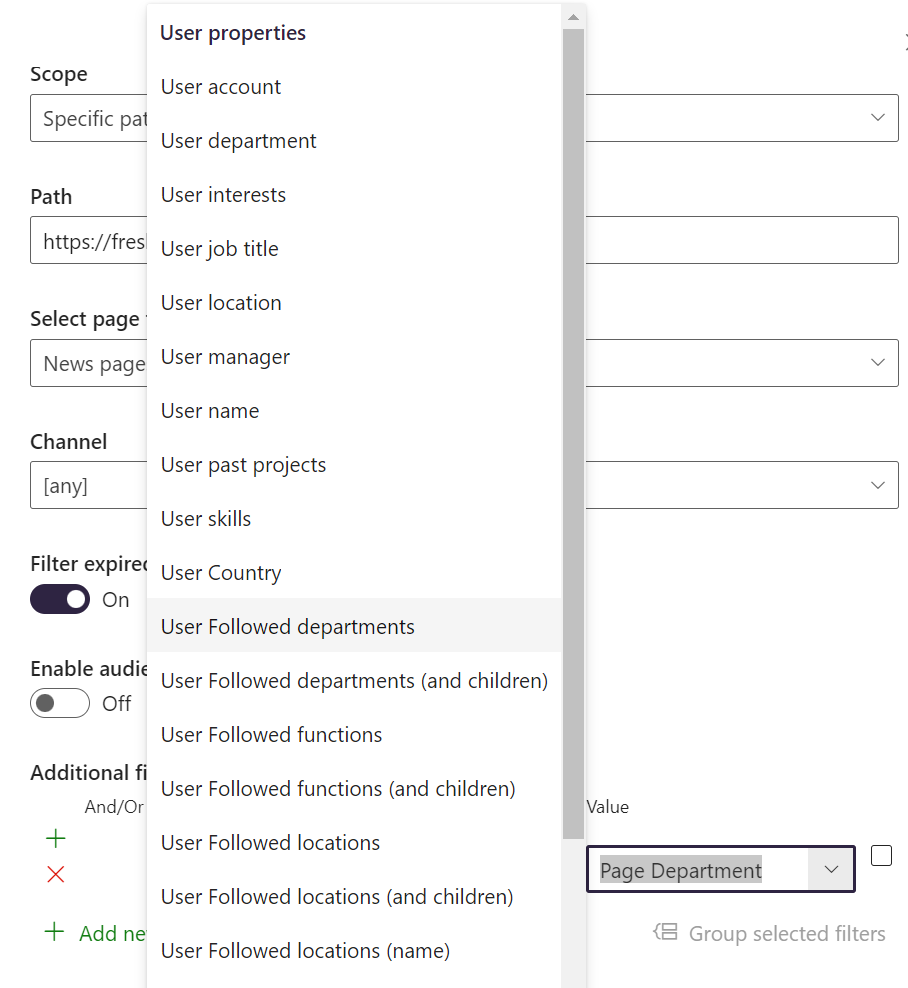 User properties
User account
User department
User interests
User job title
User location
User manager
User name
User past projects
User skills
User Country
User Followed departments
User Followed departments (and children)
User Followed functions
User Followed functions (and children)
User Followed locations
User Followed locations (and children)
User Followed locations (name)
Scope
Specific
Path
https://fres
Select page
News page
Channel
[any]
Filter expired
On
Enable
Off
Additional
And/Or
Value
Page Department
Add
Group selected filters